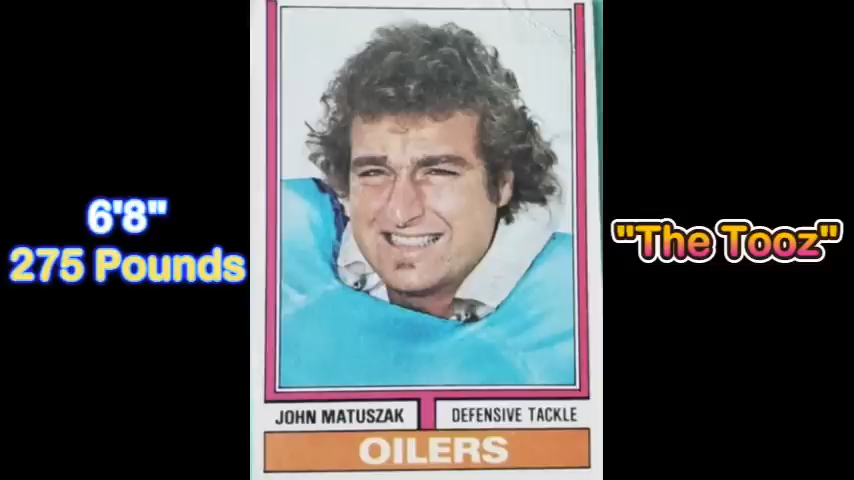 6'8"
275 Pounds
"The Tooz"
JOHN MATUSZAK
DEFENSIVE TACKLE
OILERS